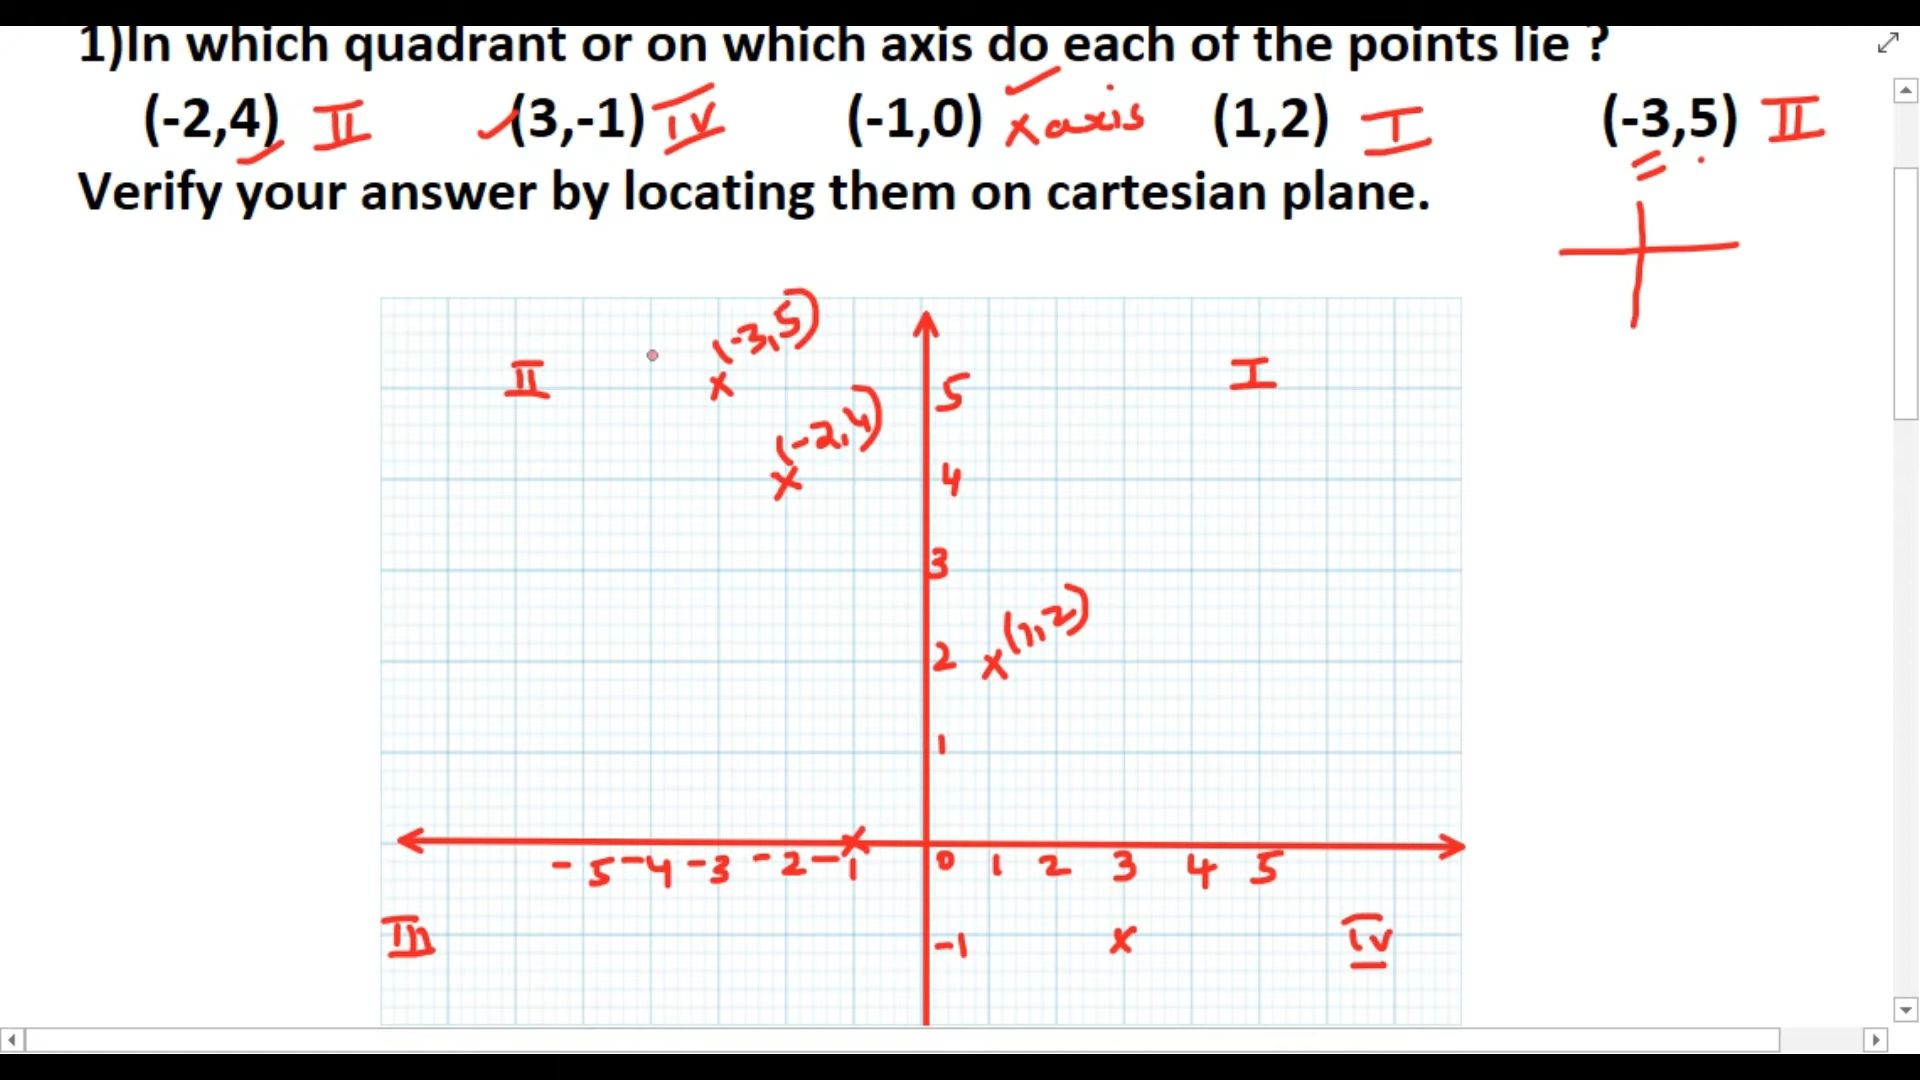 1)In which quadrant or on which axis do each of the points lie ?
(-2,4) II (3,-1) IV (-1,0) x axis (1,2) I (-3,5) II
Verify your answer by locating them on cartesian plane.
(-3,5)
II I
5
(-2,4)
4
3
(1,2)
2
1
-5 -4 -3 -2 -1 0 1 2 3 4 5
III -1 IV